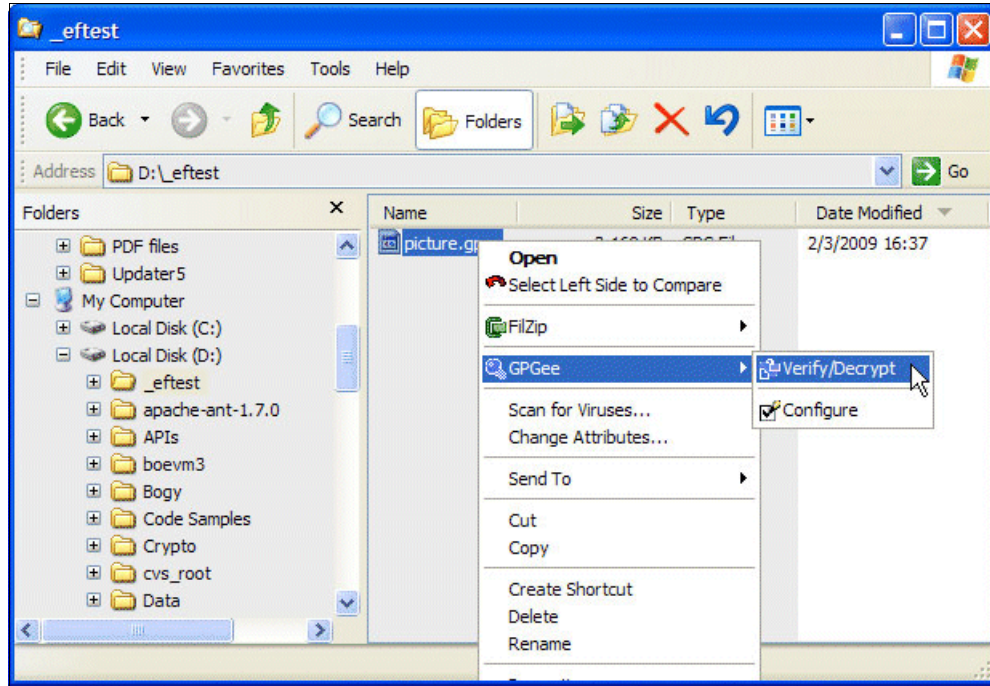 _eftest
File Edit View Favorites Tools Help
Back Search Folders
Address D:\_eftest Go
Folders
PDF files
Updater5
My Computer
Local Disk (C:)
Local Disk (D:)
_eftest
apache-ant-1.7.0
APIs
boevm3
Bogy
Code Samples
Crypto
cvs_root
Data
Name Size Type Date Modified
2/3/2009 16:37
Open
Select Left Side to Compare
FilZip
GPGee
Scan for Viruses...
Change Attributes...
Send To
Cut
Copy
Create Shortcut
Delete
Rename
Verify/Decrypt
Configure